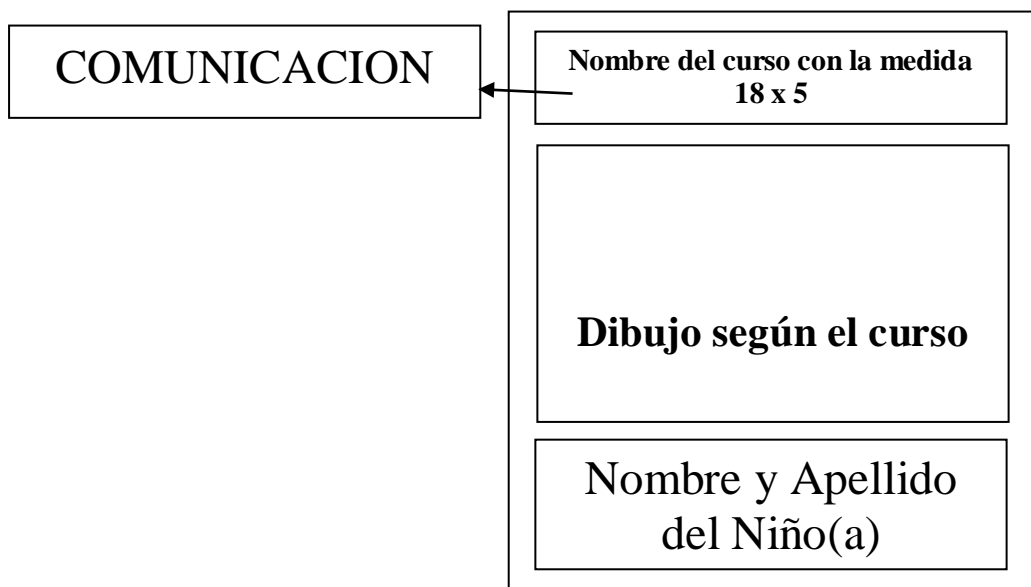 COMUNICACION
Nombre del curso con la medida
18 x 5
Dibujo según el curso
Nombre y Apellido
del Niño(a)